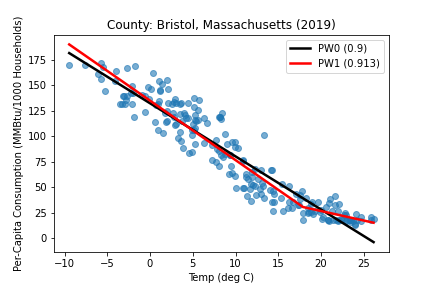 County: Bristol, Massachusetts (2019)
PW0 (0.9)
PW1 (0.913)
Per-Capita Consumption (MMBtu/1000 Households)
175
150
125
100
75
50
25
0
−10 −5 0 5 10 15 20 25
Temp (deg C)